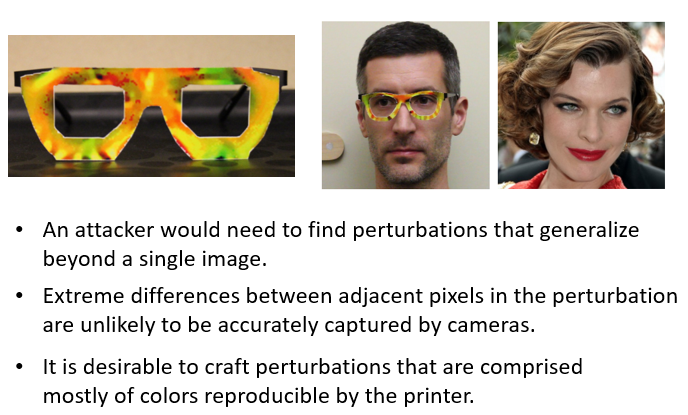 • An attacker would need to find perturbations that generalize
beyond a single image.
• Extreme differences between adjacent pixels in the perturbation
are unlikely to be accurately captured by cameras.
• It is desirable to craft perturbations that are comprised
mostly of colors reproducible by the printer.